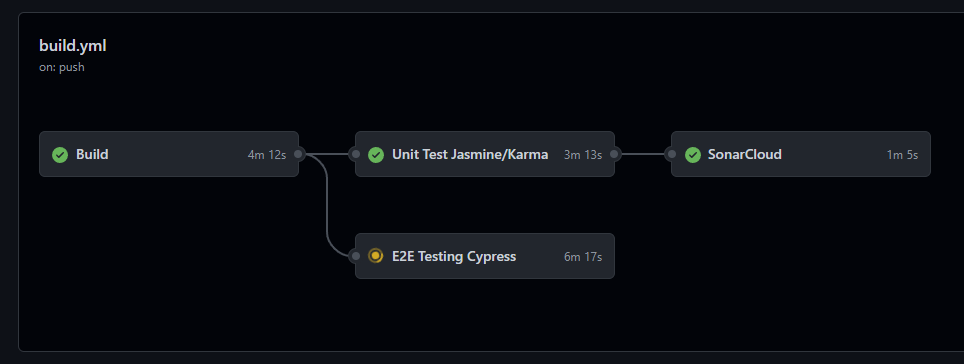 build.yml
on: push
Build 4m 12s
Unit Test Jasmine/Karma 3m 13s
SonarCloud 1m 5s
E2E Testing Cypress 6m 17s